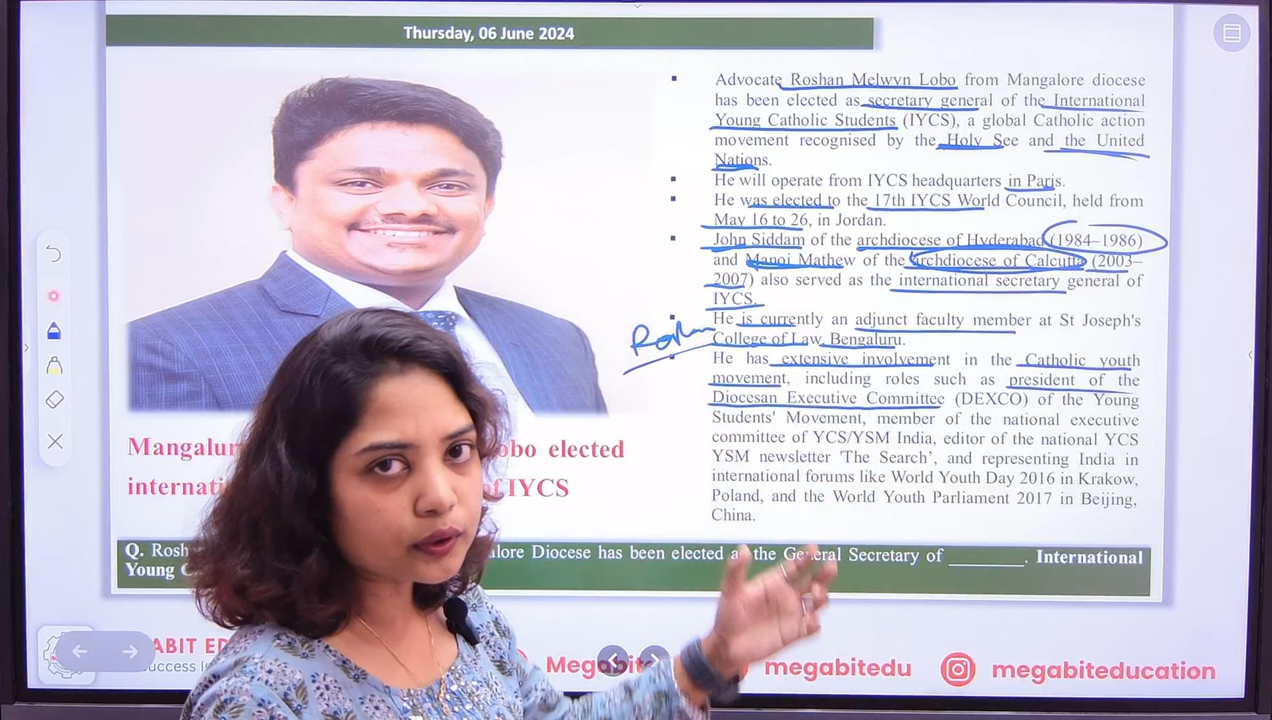 Thursday, 06 June 2024
Advocate Roshan Melwyn Lobo from Mangalore diocese
has been elected as secretary general of the International
Young Catholic Students (IYCS), a global Catholic action
movement recognised by the Holy See and the United
Nations.
He will operate from IYCS headquarters in Paris.
He was elected to the 17th IYCS World Council, held from
May 16 to 26, in Jordan.
John Siddam of the archdiocese of Hyderabad (1984–1986)
and Manoj Mathew of the archdiocese of Calcutta (2003–
2007) also served as the international secretary general of
IYCS.
He is currently an adjunct faculty member at St Joseph's
College of Law, Bengaluru.
He has extensive involvement in the Catholic youth
movement, including roles such as president of the
Diocesan Executive Committee (DEXCO) of the Young
Students' Movement, member of the national executive
committee of YCS/YSM India, editor of the national YCS
YSM newsletter 'The Search', and representing India in
international forums like World Youth Day 2016 in Krakow,
Poland, and the World Youth Parliament 2017 in Beijing,
China.
elected
IYCS
Q. Diocese has been elected as the General Secretary of ________. International
Young
megabitedu
megabiteducation